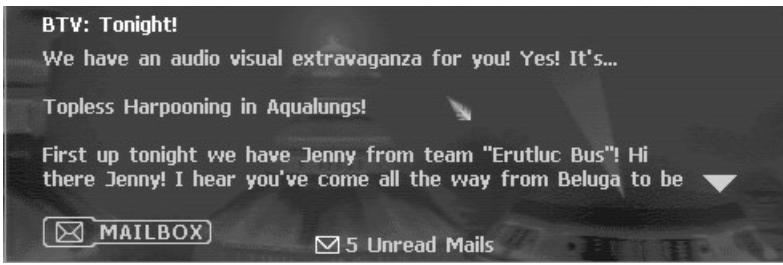 BTV: Tonight!
We have an audio visual extravaganza for you! Yes! It's...
Topless Harpooning in Aqualungs!
First up tonight we have Jenny from team "Erutluc Bus"! Hi
there Jenny! I hear you've come all the way from Beluga to be
MAILBOX
5 Unread Mails